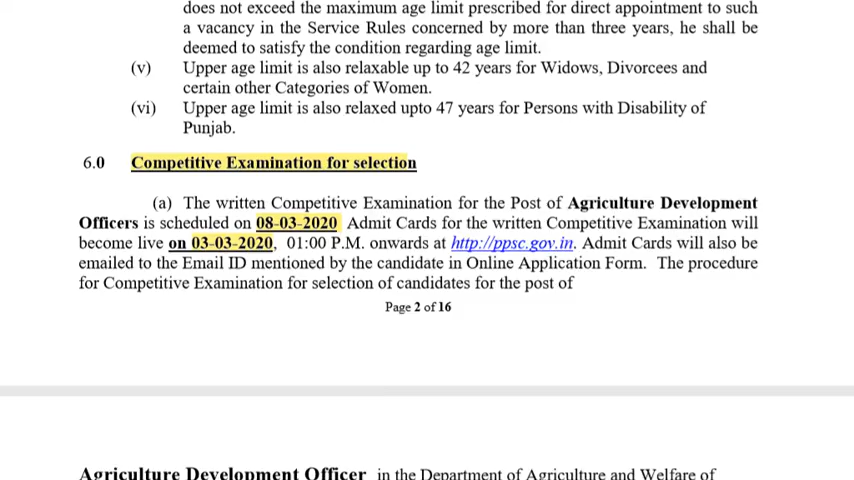 does not exceed the maximum age limit prescribed for direct appointment to such
a vacancy in the Service Rules concerned by more than three years, he shall be
deemed to satisfy the condition regarding age limit.
(v) Upper age limit is also relaxable up to 42 years for Widows, Divorcees and
certain other Categories of Women.
(vi) Upper age limit is also relaxed upto 47 years for Persons with Disability of
Punjab.
6.0 Competitive Examination for selection
(a) The written Competitive Examination for the Post of Agriculture Development
Officers is scheduled on 08-03-2020 Admit Cards for the written Competitive Examination will
become live on 03-03-2020, 01:00 P.M. onwards at http://ppsc.gov.in. Admit Cards will also be
emailed to the Email ID mentioned by the candidate in Online Application Form. The procedure
for Competitive Examination for selection of candidates for the post of
Page 2 of 16
Agriculture Development Officer in the Department of Agriculture and Welfare of